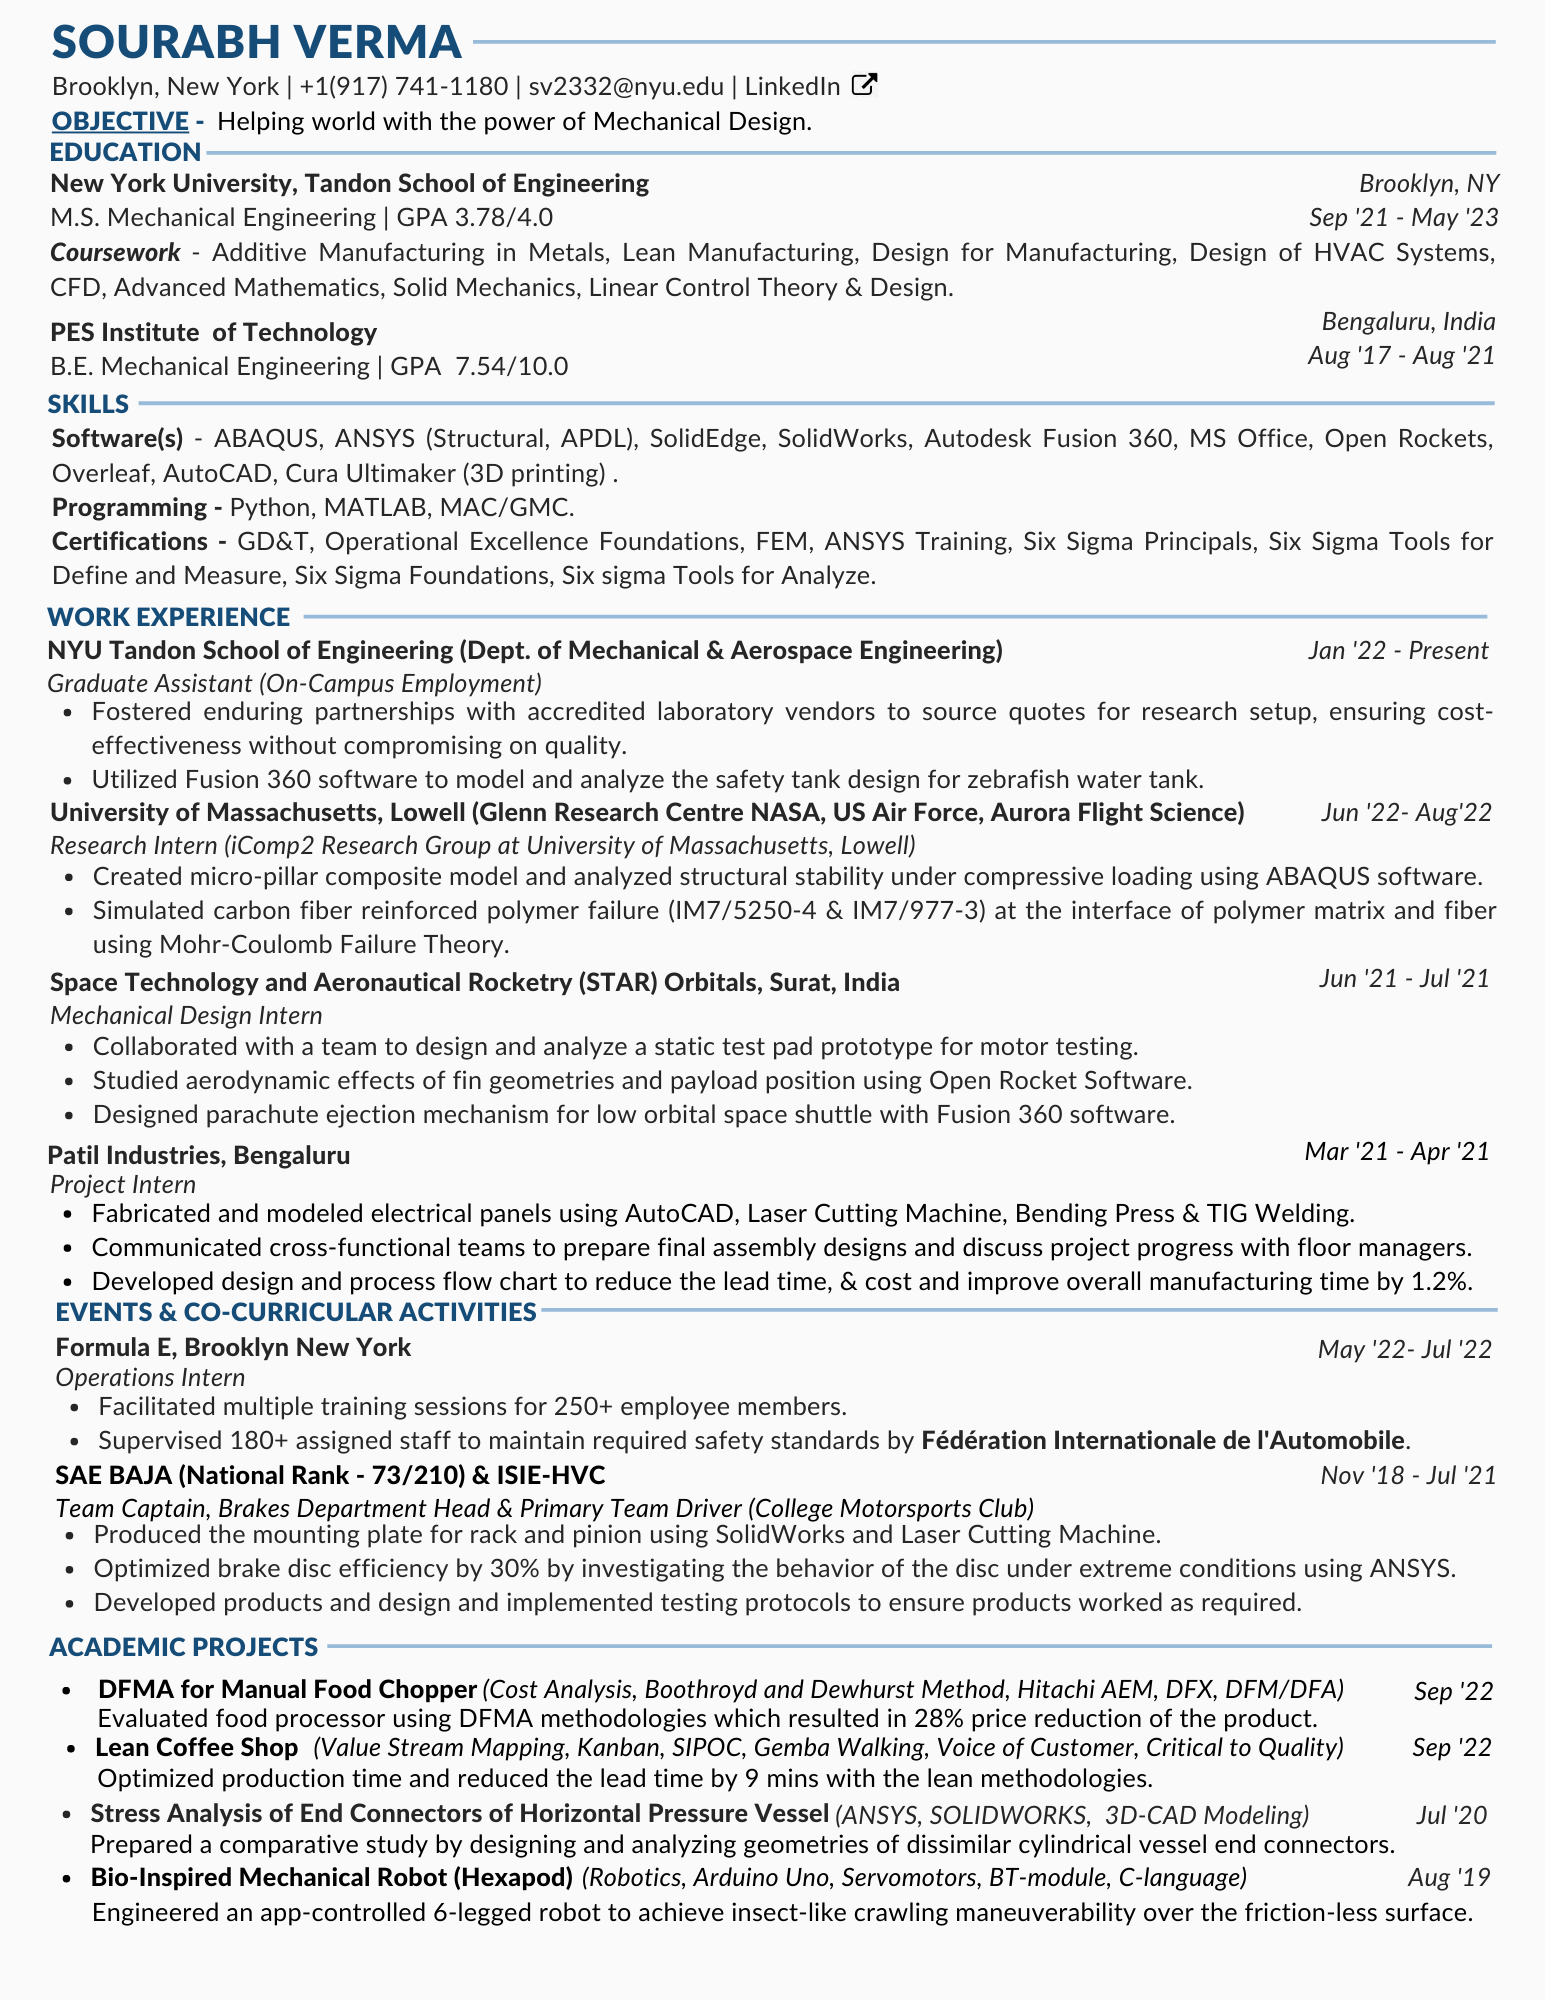 SOURABH VERMA
Brooklyn, New York | +1(917) 741-1180 | sv2332@nyu.edu | LinkedIn
OBJECTIVE - Helping world with the power of Mechanical Design.
EDUCATION
New York University, Tandon School of Engineering Brooklyn, NY
M.S. Mechanical Engineering | GPA 3.78/4.0 Sep '21 - May '23
Coursework - Additive Manufacturing in Metals, Lean Manufacturing, Design for Manufacturing, Design of HVAC Systems,
CFD, Advanced Mathematics, Solid Mechanics, Linear Control Theory & Design.
PES Institute of Technology Bengaluru, India
B.E. Mechanical Engineering | GPA 7.54/10.0 Aug '17 - Aug '21
SKILLS
Software(s) - ABAQUS, ANSYS (Structural, APDL), SolidEdge, SolidWorks, Autodesk Fusion 360, MS Office, Open Rockets,
Overleaf, AutoCAD, Cura Ultimaker (3D printing) .
Programming - Python, MATLAB, MAC/GMC.
Certifications - GD&T, Operational Excellence Foundations, FEM, ANSYS Training, Six Sigma Principals, Six Sigma Tools for
Define and Measure, Six Sigma Foundations, Six sigma Tools for Analyze.
WORK EXPERIENCE
NYU Tandon School of Engineering (Dept. of Mechanical & Aerospace Engineering) Jan '22 - Present
Graduate Assistant (On-Campus Employment)
• Fostered enduring partnerships with accredited laboratory vendors to source quotes for research setup, ensuring cost-
effectiveness without compromising on quality.
• Utilized Fusion 360 software to model and analyze the safety tank design for zebrafish water tank.
University of Massachusetts, Lowell (Glenn Research Centre NASA, US Air Force, Aurora Flight Science) Jun '22- Aug'22
Research Intern (iComp2 Research Group at University of Massachusetts, Lowell)
• Created micro-pillar composite model and analyzed structural stability under compressive loading using ABAQUS software.
• Simulated carbon fiber reinforced polymer failure (IM7/5250-4 & IM7/977-3) at the interface of polymer matrix and fiber
using Mohr-Coulomb Failure Theory.
Space Technology and Aeronautical Rocketry (STAR) Orbitals, Surat, India Jun '21 - Jul '21
Mechanical Design Intern
• Collaborated with a team to design and analyze a static test pad prototype for motor testing.
• Studied aerodynamic effects of fin geometries and payload position using Open Rocket Software.
• Designed parachute ejection mechanism for low orbital space shuttle with Fusion 360 software.
Patil Industries, Bengaluru Mar '21 - Apr '21
Project Intern
• Fabricated and modeled electrical panels using AutoCAD, Laser Cutting Machine, Bending Press & TIG Welding.
• Communicated cross-functional teams to prepare final assembly designs and discuss project progress with floor managers.
• Developed design and process flow chart to reduce the lead time, & cost and improve overall manufacturing time by 1.2%.
EVENTS & CO-CURRICULAR ACTIVITIES
Formula E, Brooklyn New York May '22- Jul '22
Operations Intern
• Facilitated multiple training sessions for 250+ employee members.
• Supervised 180+ assigned staff to maintain required safety standards by Fédération Internationale de l'Automobile.
SAE BAJA (National Rank - 73/210) & ISIE-HVC Nov '18 - Jul '21
Team Captain, Brakes Department Head & Primary Team Driver (College Motorsports Club)
• Produced the mounting plate for rack and pinion using SolidWorks and Laser Cutting Machine.
• Optimized brake disc efficiency by 30% by investigating the behavior of the disc under extreme conditions using ANSYS.
• Developed products and design and implemented testing protocols to ensure products worked as required.
ACADEMIC PROJECTS
• DFMA for Manual Food Chopper (Cost Analysis, Boothroyd and Dewhurst Method, Hitachi AEM, DFX, DFM/DFA) Sep '22
Evaluated food processor using DFMA methodologies which resulted in 28% price reduction of the product.
• Lean Coffee Shop (Value Stream Mapping, Kanban, SIPOC, Gemba Walking, Voice of Customer, Critical to Quality) Sep '22
Optimized production time and reduced the lead time by 9 mins with the lean methodologies.
• Stress Analysis of End Connectors of Horizontal Pressure Vessel (ANSYS, SOLIDWORKS, 3D-CAD Modeling) Jul '20
Prepared a comparative study by designing and analyzing geometries of dissimilar cylindrical vessel end connectors.
• Bio-Inspired Mechanical Robot (Hexapod) (Robotics, Arduino Uno, Servomotors, BT-module, C-language) Aug '19
Engineered an app-controlled 6-legged robot to achieve insect-like crawling maneuverability over the friction-less surface.